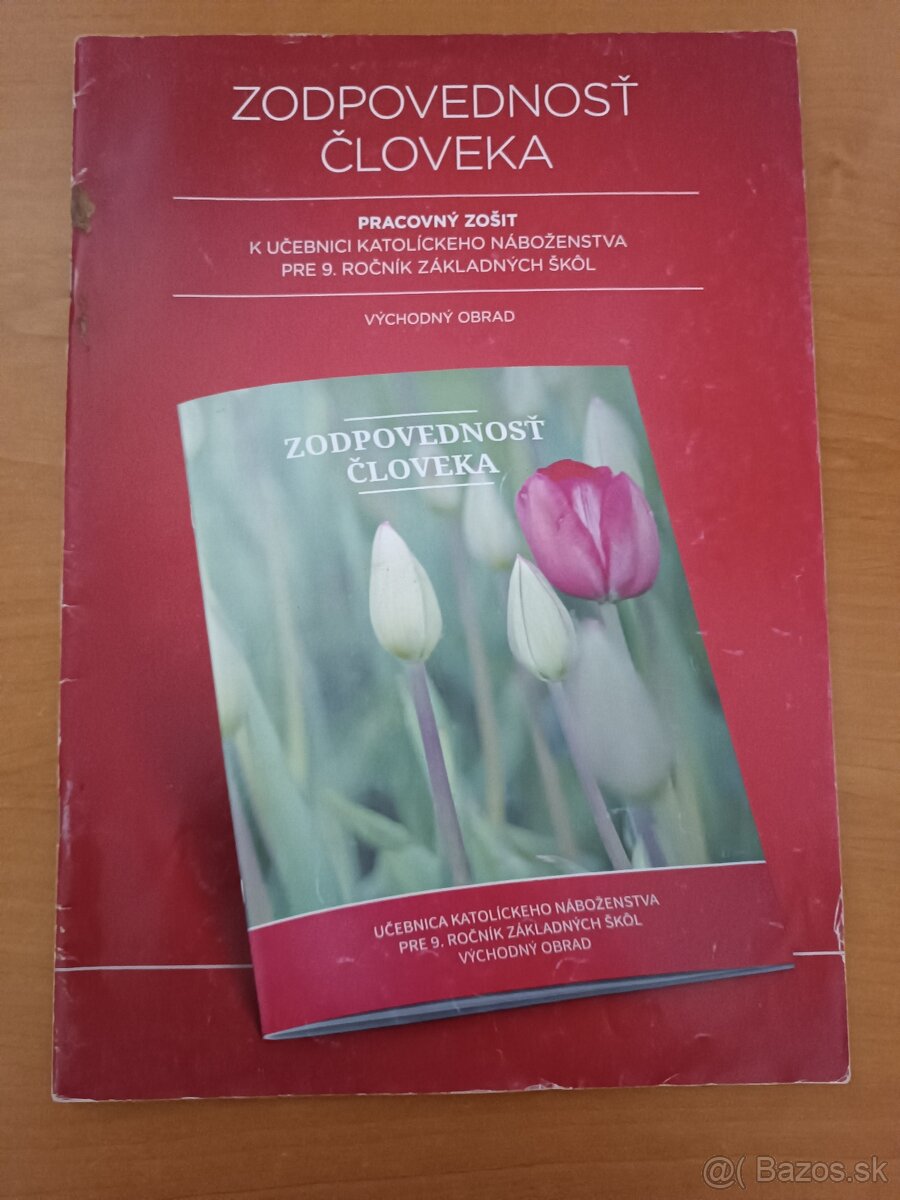 ZODPOVEDNOSŤ
ČLOVEKA
PRACOVNÝ ZOŠIT
K UČEBNICI KATOLÍCKEHO NÁBOŽENSTVA
PRE 9. ROČNÍK ZÁKLADNÝCH ŠKÔL
VÝCHODNÝ OBRAD
ZODPOVEDNOSŤ
ČLOVEKA
UČEBNICA KATOLÍCKEHO NÁBOŽENSTVA
PRE 9. ROČNÍK ZÁKLADNÝCH ŠKÔL
VÝCHODNÝ OBRAD
@( Bazos.sk